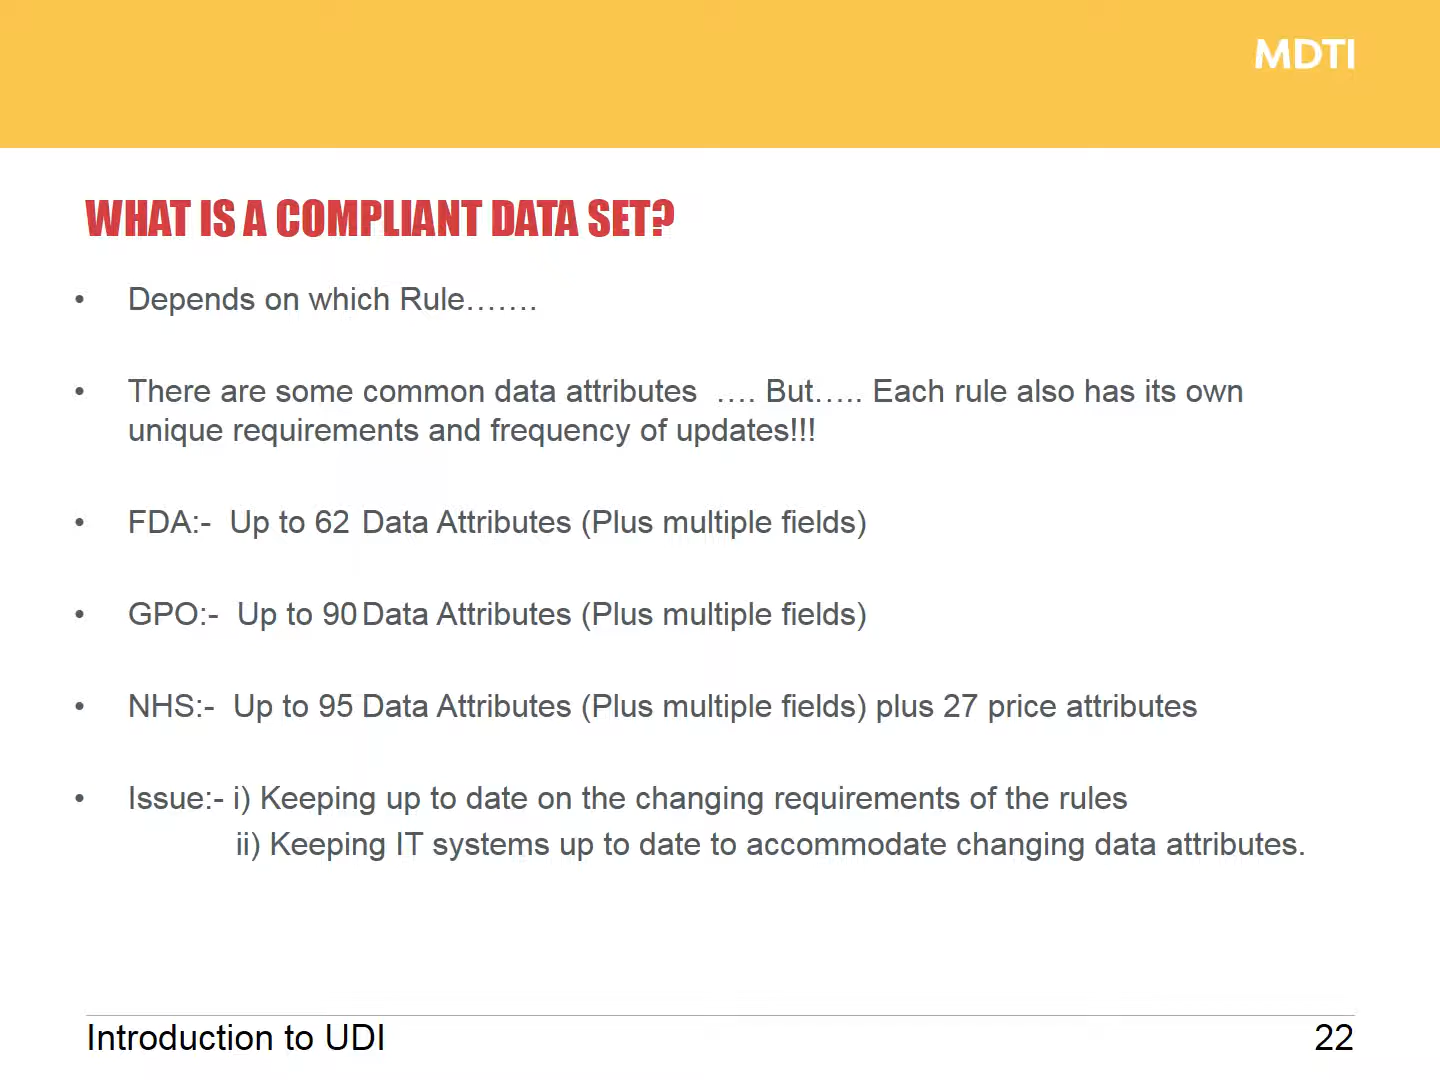 MDTI
WHAT IS A COMPLIANT DATA SET?
• Depends on which Rule…….
• There are some common data attributes …. But….. Each rule also has its own
unique requirements and frequency of updates!!!
• FDA:- Up to 62 Data Attributes (Plus multiple fields)
• GPO:- Up to 90 Data Attributes (Plus multiple fields)
• NHS:- Up to 95 Data Attributes (Plus multiple fields) plus 27 price attributes
• Issue:- i) Keeping up to date on the changing requirements of the rules
ii) Keeping IT systems up to date to accommodate changing data attributes.
Introduction to UDI 22